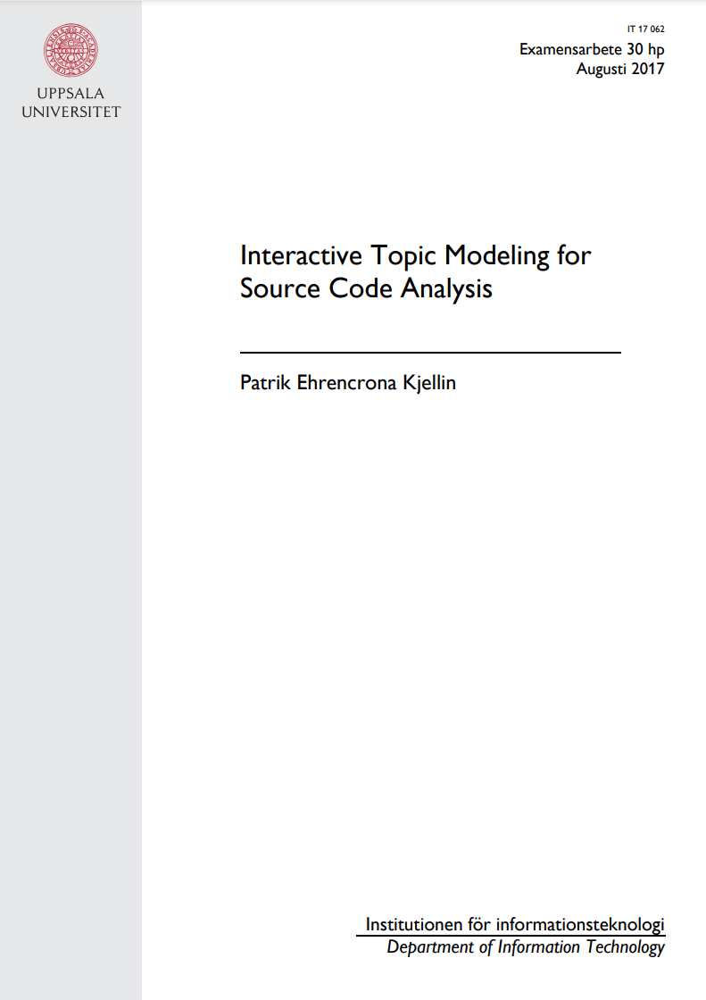 IT 17 062
Examensarbete 30 hp
Augusti 2017
UPPSALA
UNIVERSITET
Interactive Topic Modeling for
Source Code Analysis
Patrik Ehrencrona Kjellin
Institutionen för informationsteknologi
Department of Information Technology